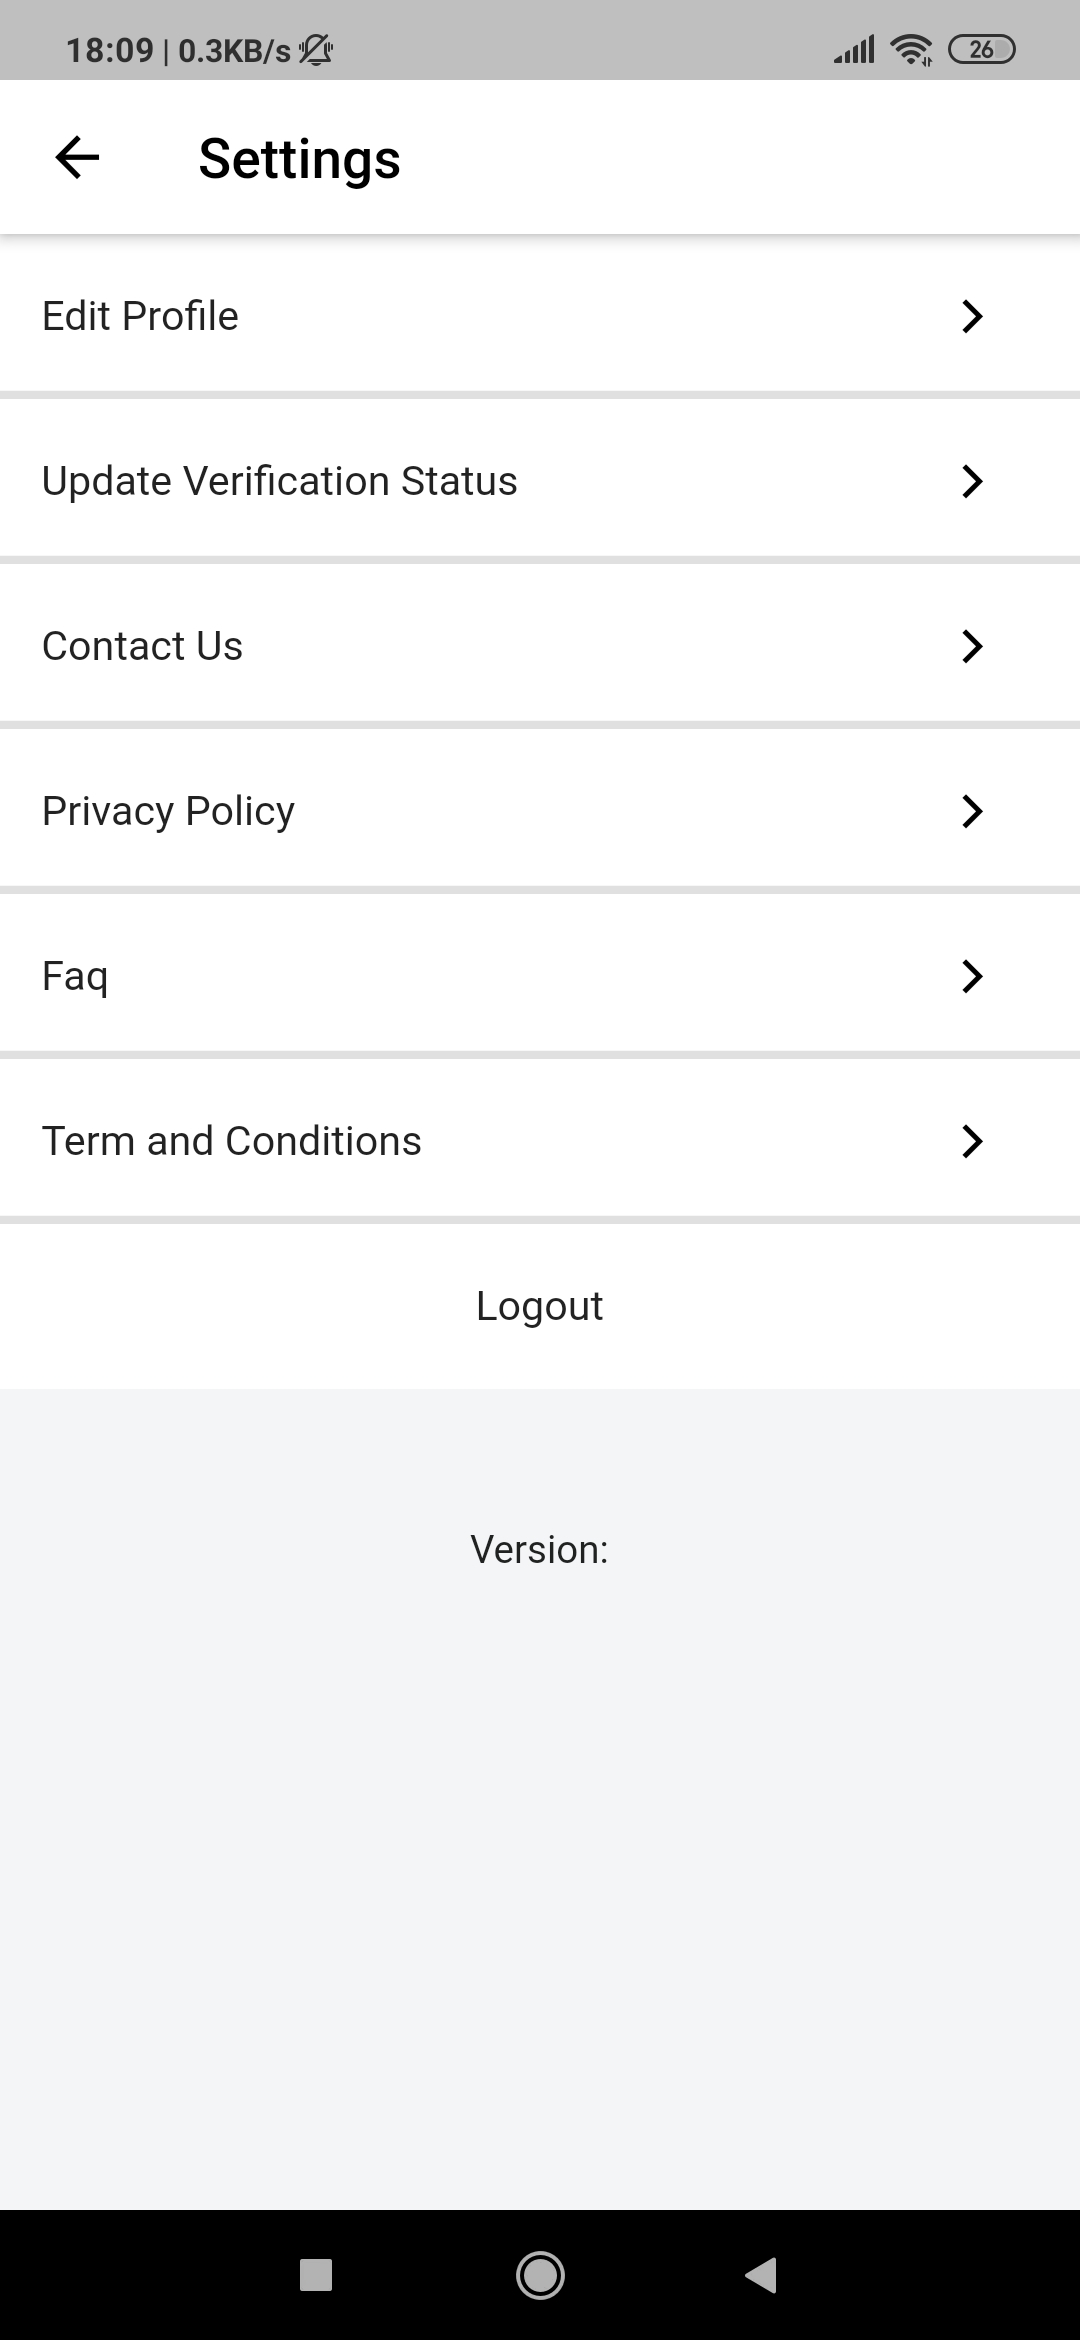 18:09 | 0.3KB/s 26
Settings
Edit Profile
Update Verification Status
Contact Us
Privacy Policy
Faq
Term and Conditions
Logout
Version: